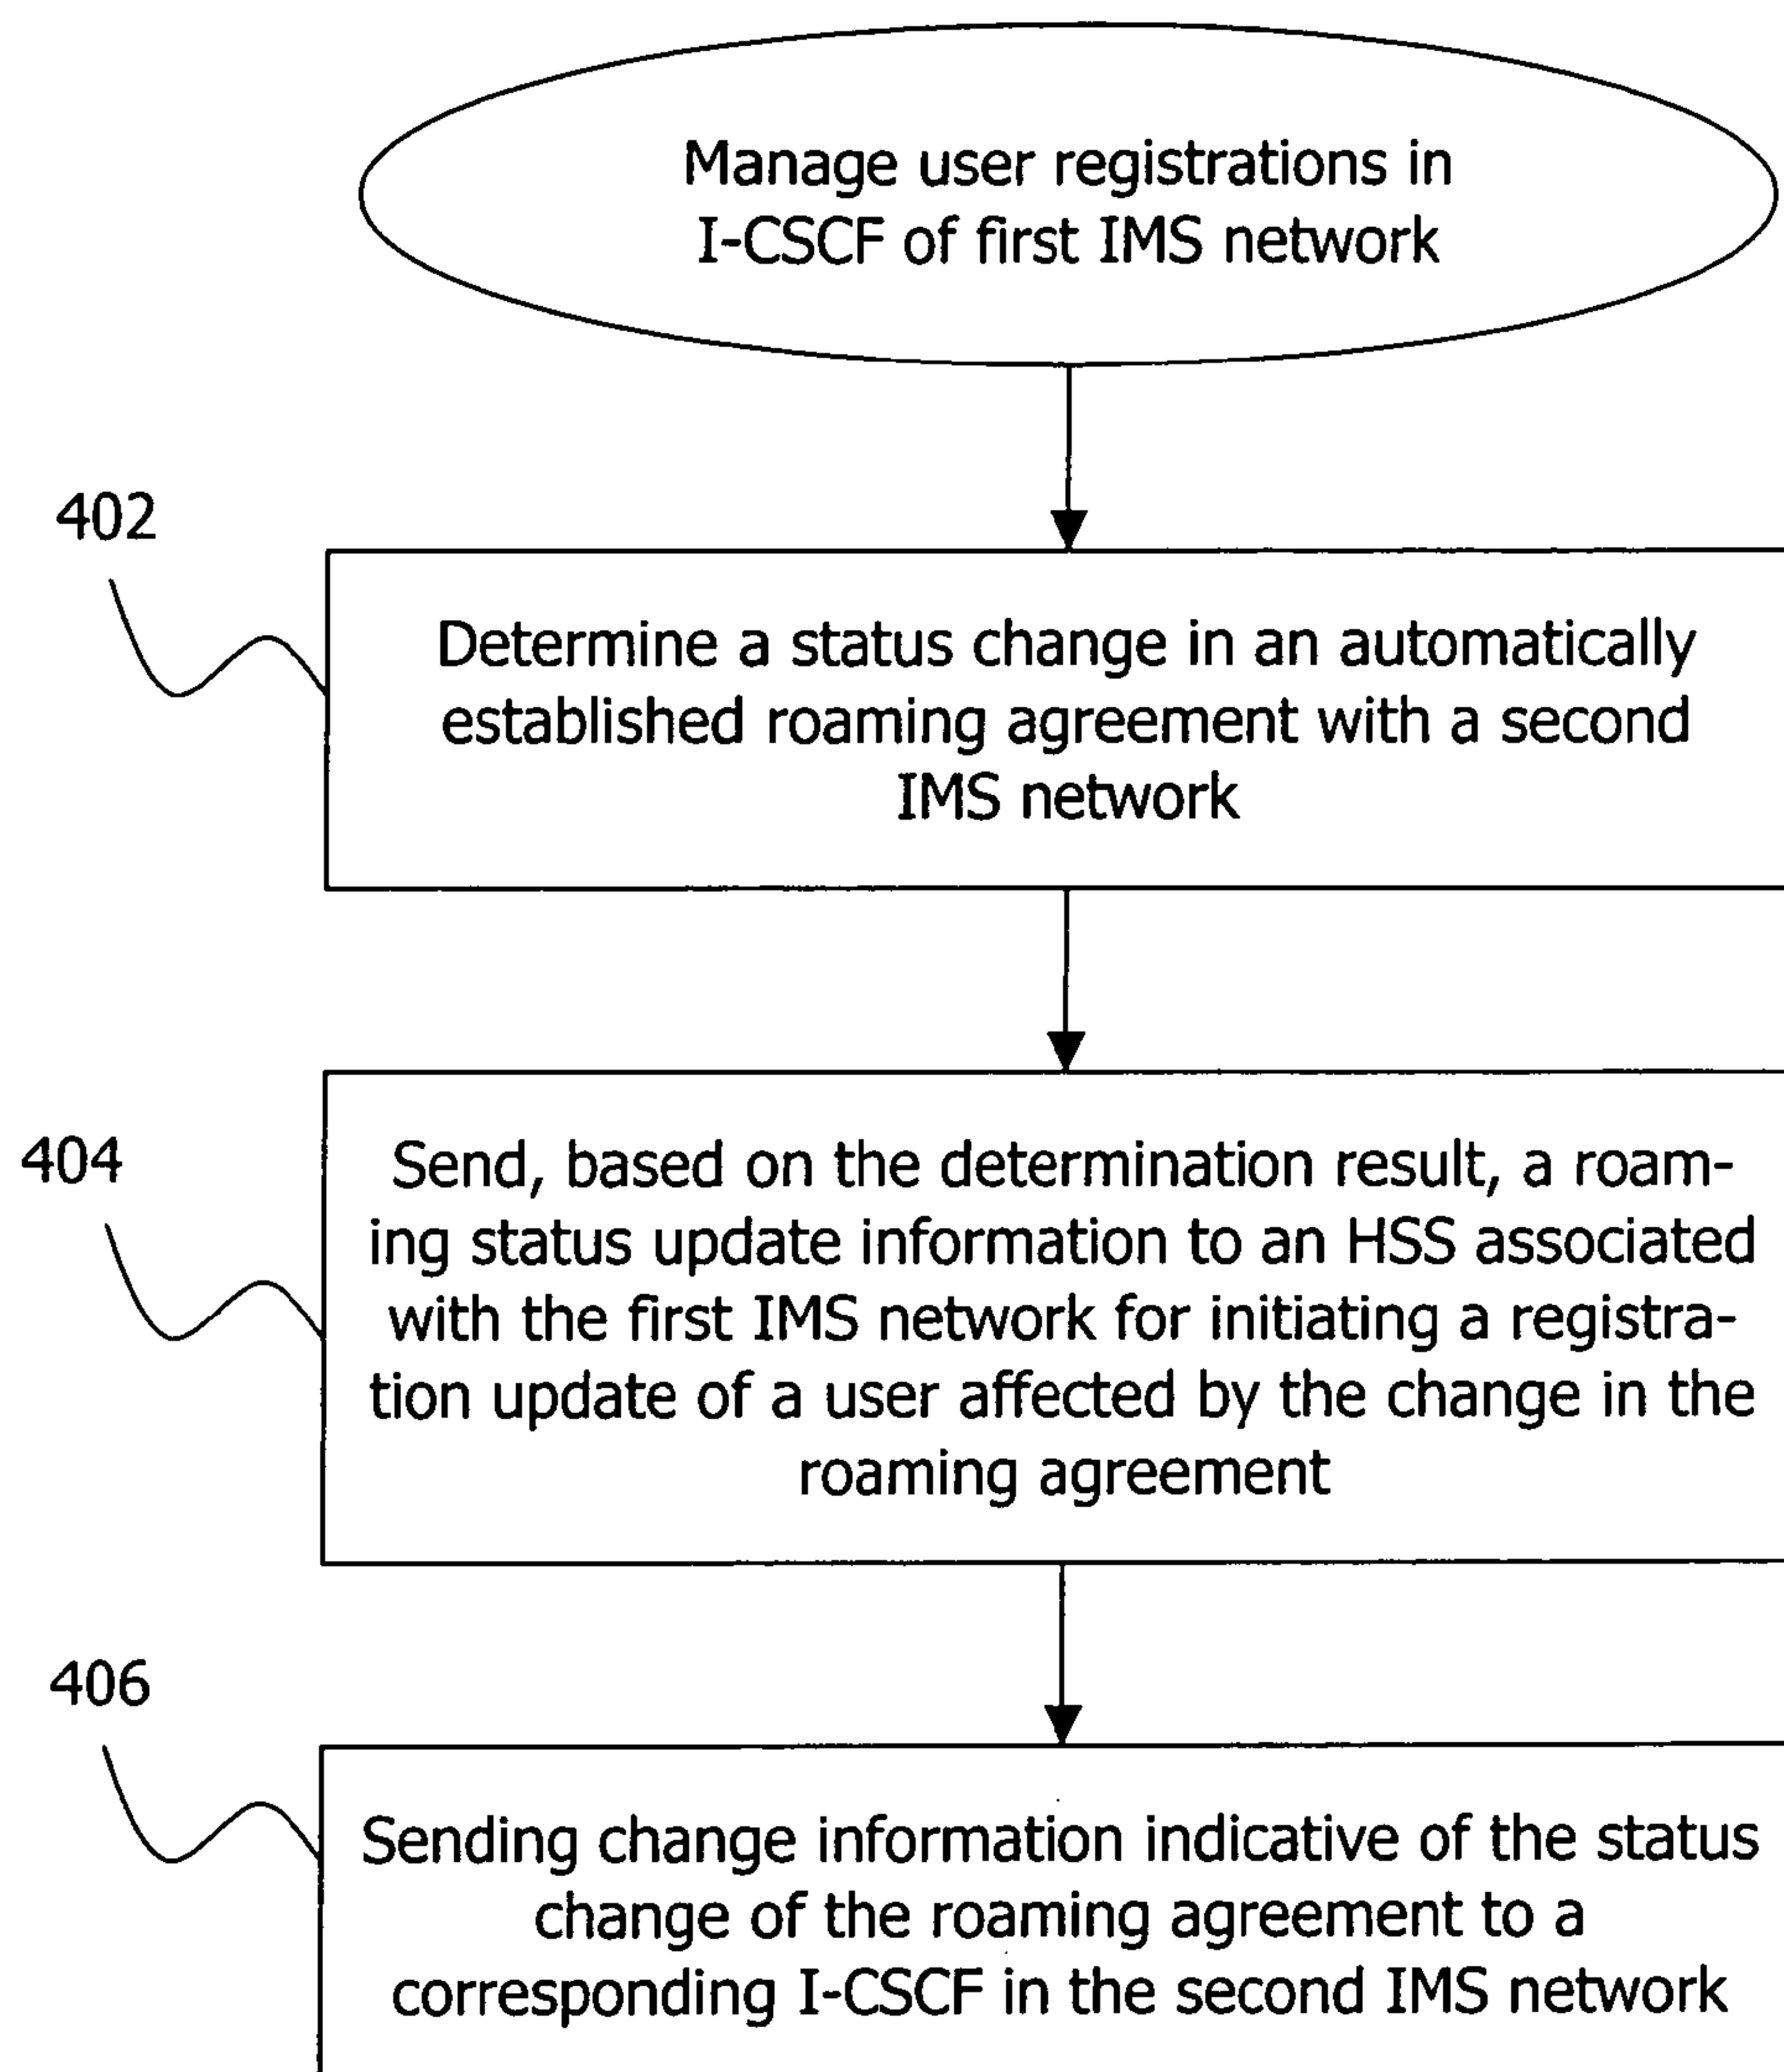 Manage user registrations in
I-CSCF of first IMS network
402
Determine a status change in an automatically
established roaming agreement with a second
IMS network
404
Send, based on the determination result, a roam-
ing status update information to an HSS associated
with the first IMS network for initiating a registra-
tion update of a user affected by the change in the
roaming agreement
406
Sending change information indicative of the status
change of the roaming agreement to a
corresponding I-CSCF in the second IMS network